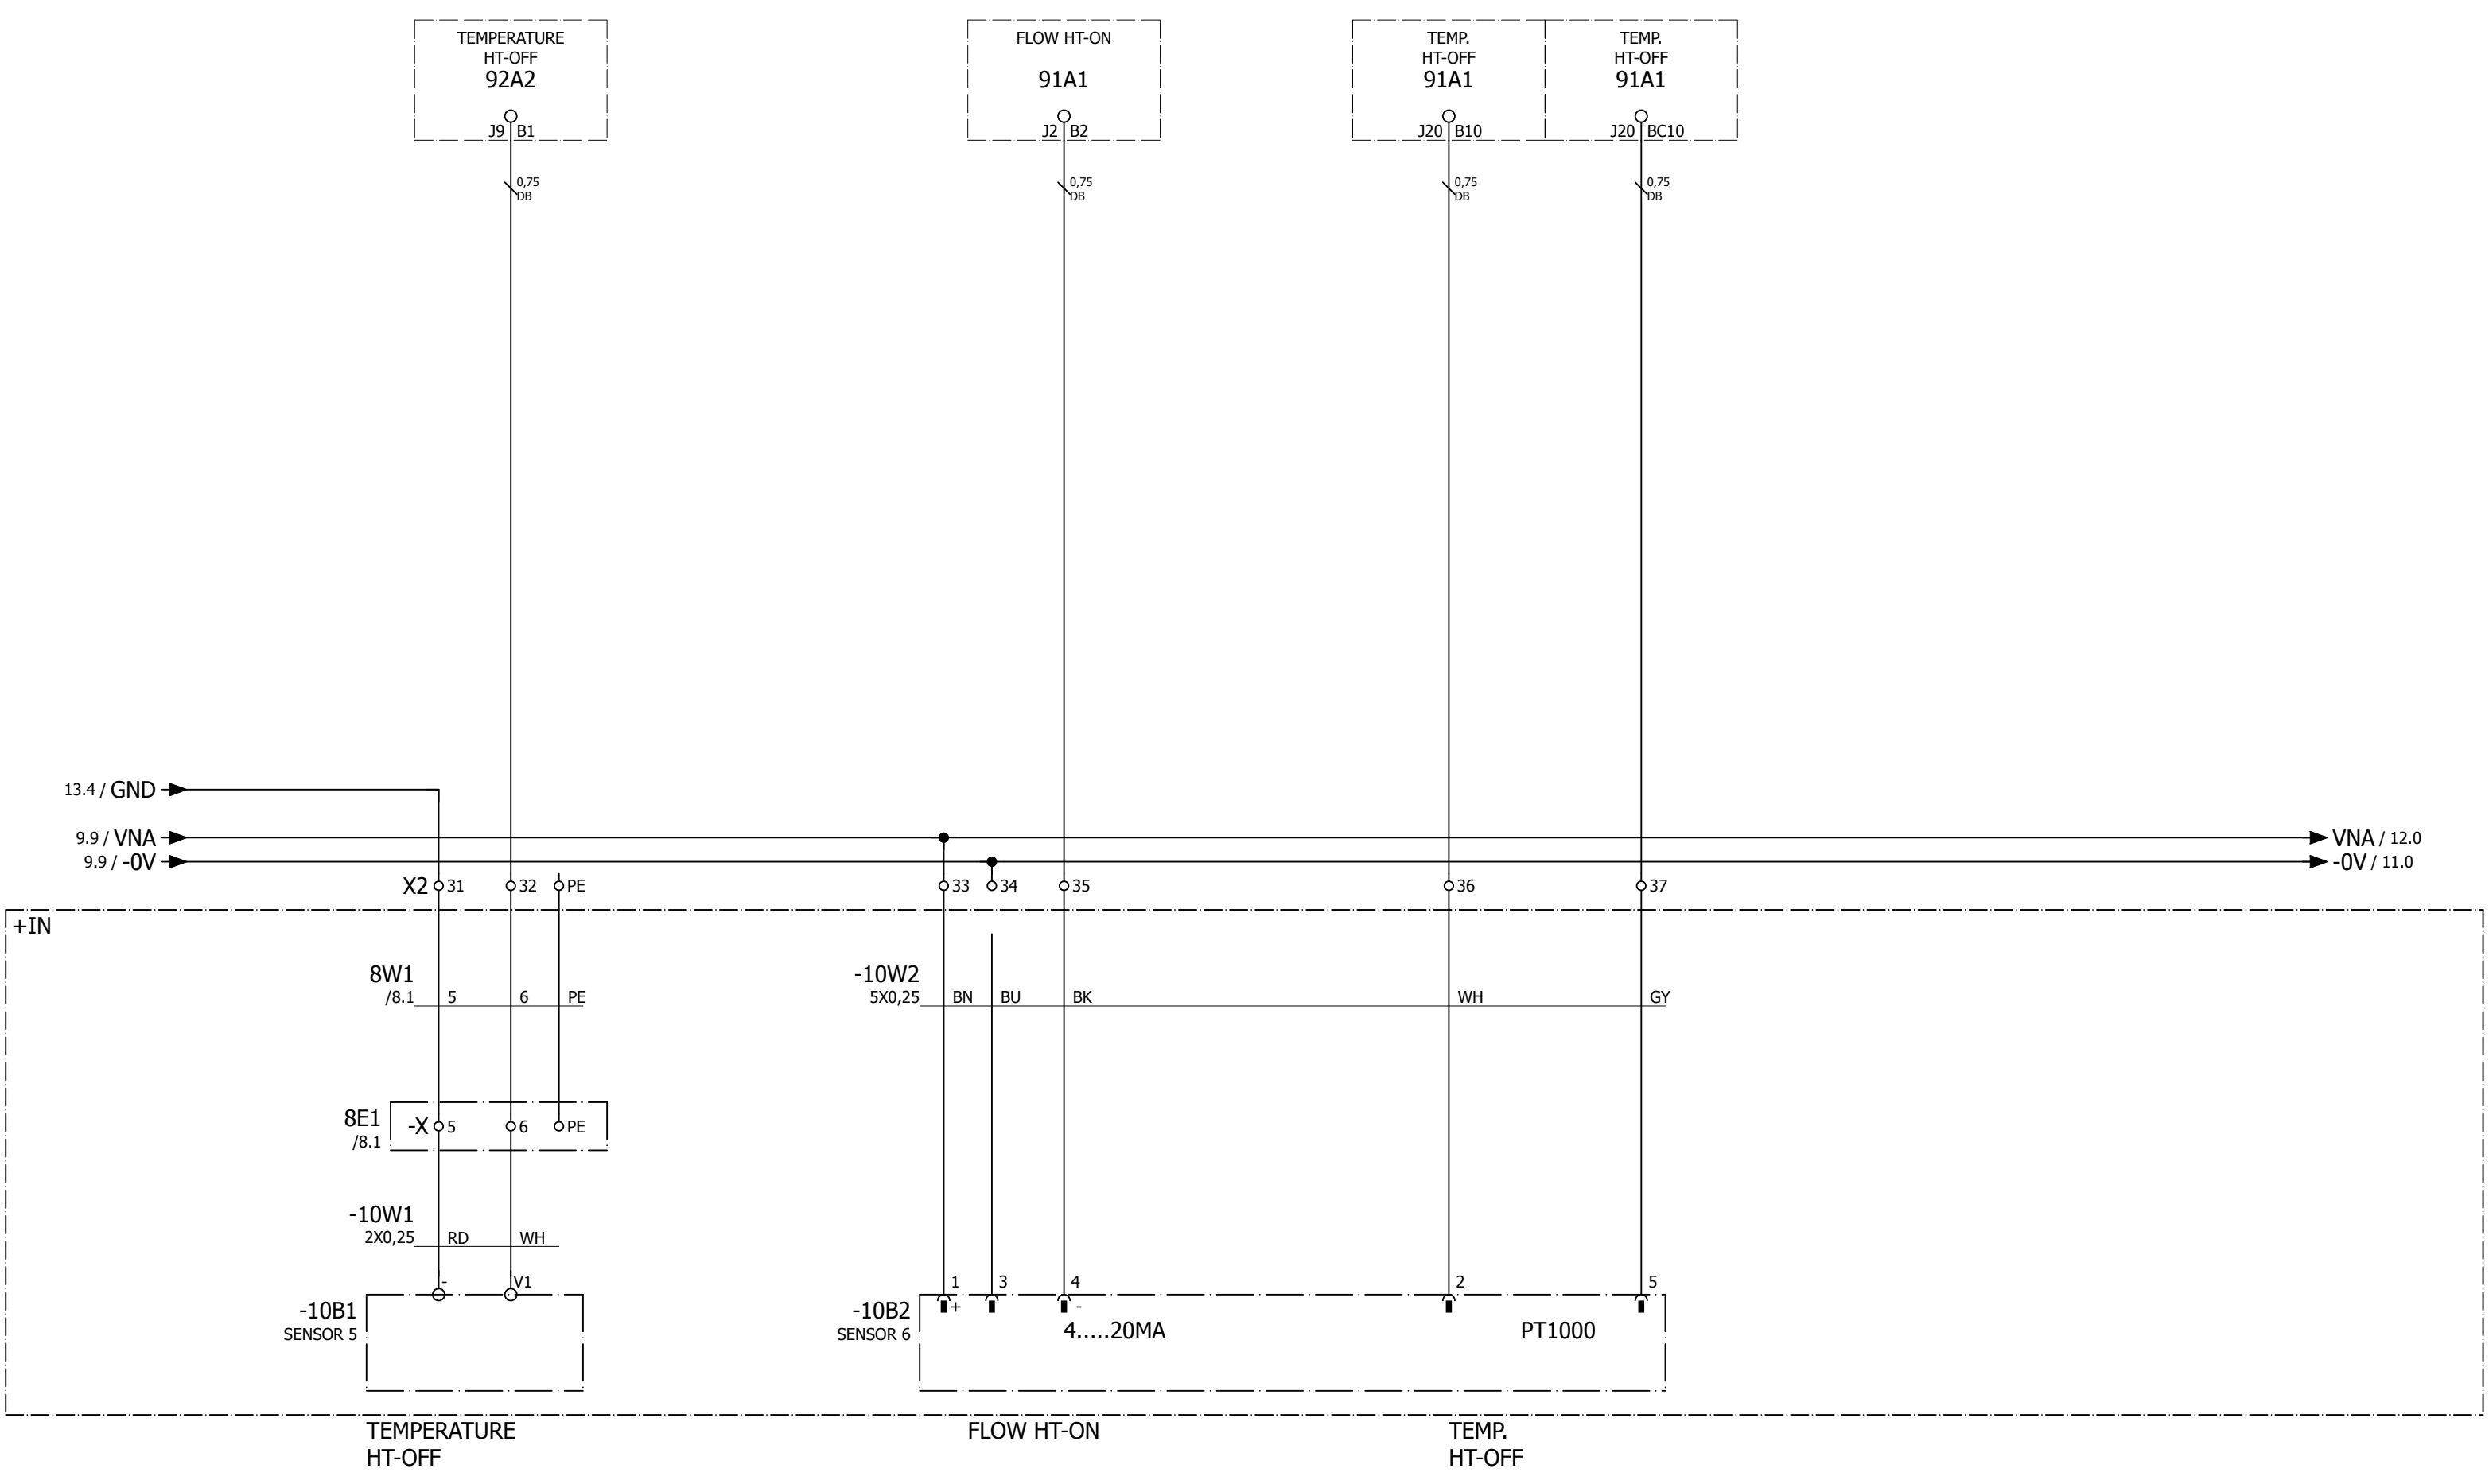 TEMPERATURE
HT-OFF
92A2
J9 B1
0,75
DB
FLOW HT-ON
91A1
J2 B2
0,75
DB
TEMP.
HT-OFF
91A1
J20 B10
0,75
DB
TEMP.
HT-OFF
91A1
J20 BC10
0,75
DB
13.4 / GND
9.9 / VNA
9.9 / -0V
VNA / 12.0
-0V / 11.0
X2 31 32 PE 33 34 35 36 37
+IN
8W1
/8.1 5 6 PE
-10W2
5X0,25 BN BU BK WH GY
8E1
/8.1
-X 5 6 PE
-10W1
2X0,25 RD WH
- V1
-10B1
SENSOR 5
1 3 4 2 5
+ -
-10B2
SENSOR 6
4.....20MA
PT1000
TEMPERATURE
HT-OFF
FLOW HT-ON
TEMP.
HT-OFF